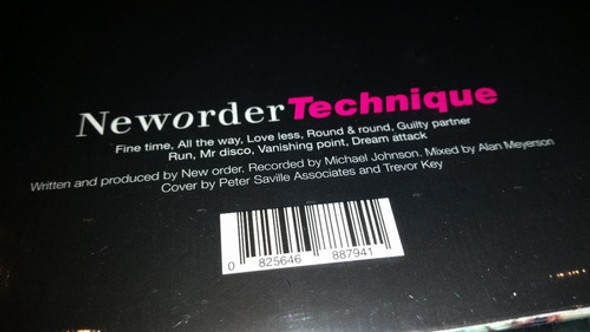 NeworderTechnique
Fine time, All the way, Love less, Round & round, Guilty partner
Run, Mr disco, Vanishing point, Dream attack
Written and produced by New order. Recorded by Michael Johnson. Mixed by Alan Meyerson
Cover by Peter Saville Associates and Trevor Key
0 825646 887941